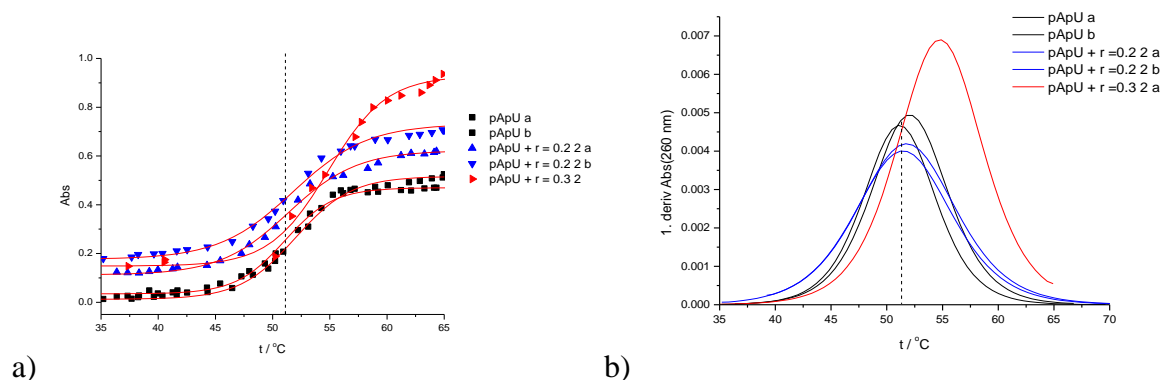 1.0
0.8
0.6
0.4
0.2
0.0
Abs
35 40 45 50 55 60 65
t / °C
pApU a
pApU b
pApU + r = 0.2 2 a
pApU + r = 0.2 2 b
pApU + r = 0.3 2
a)
0.007
0.006
0.005
0.004
0.003
0.002
0.001
0.000
1. deriv Abs(260 nm)
35 40 45 50 55 60 65 70
t / °C
pApU a
pApU b
pApU + r =0.2 2 a
pApU + r =0.2 2 b
pApU + r =0.3 2 a
b)